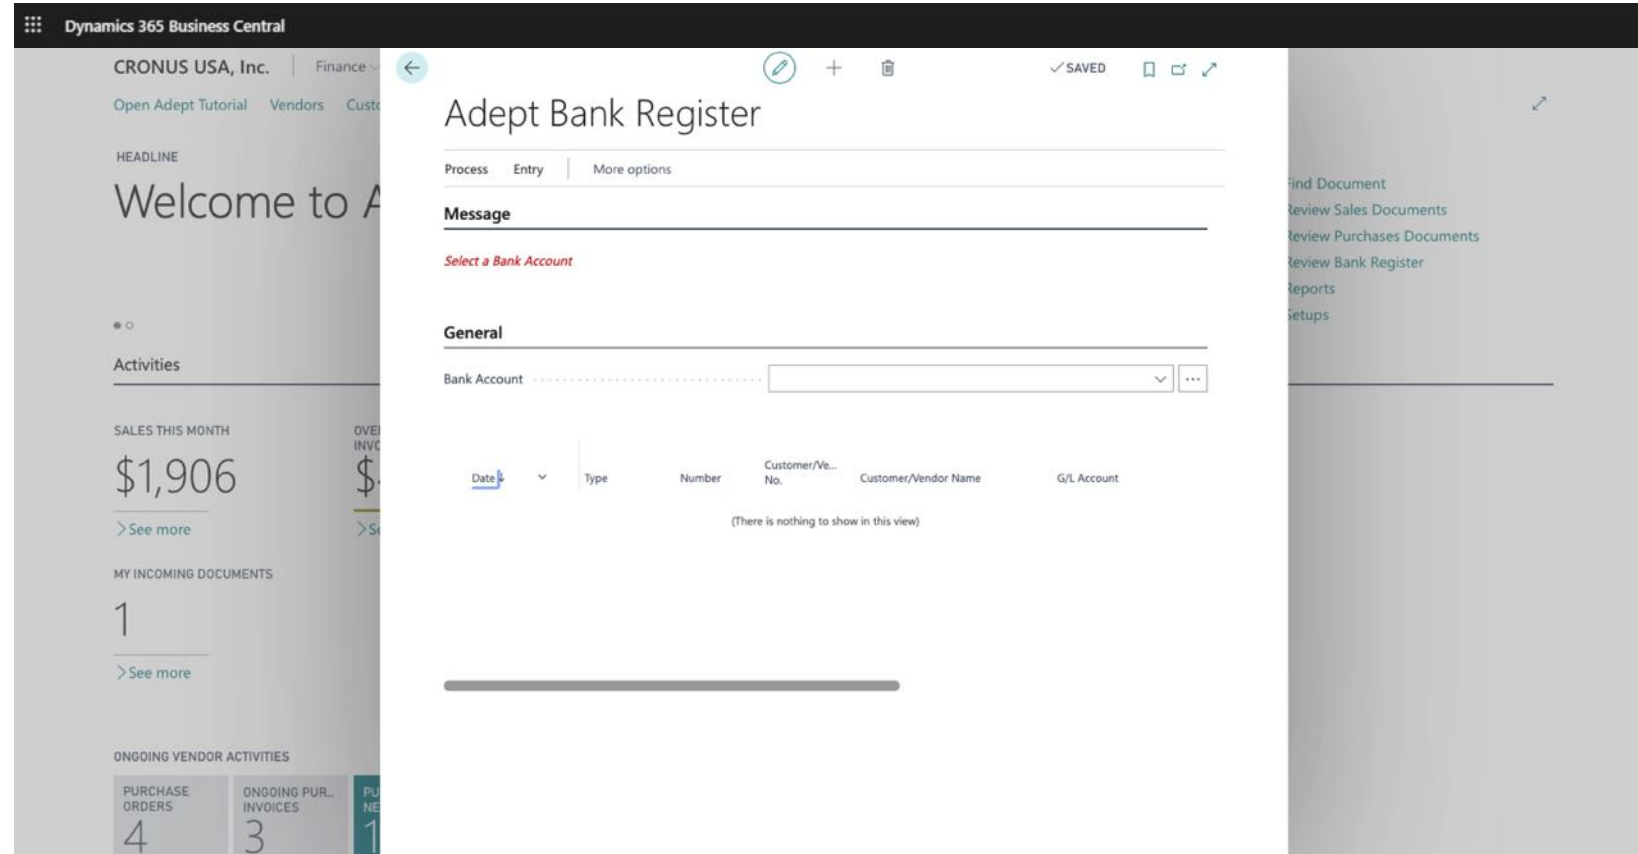 Dynamics 365 Business Central
CRONUS USA, Inc.
Finance
Open Adept Tutorial
Vendors
HEADLINE
Welcome to
Activities
SALES THIS MONTH
$1,906
See more
MY INCOMING DOCUMENTS
1
See more
ONGOING VENDOR ACTIVITIES
PURCHASE
ORDERS
4
ONGOING PUR...
INVOICES
3
SAVED
Adept Bank Register
Process Entry More options
Message
Select a Bank Account
General
Bank Account
Date Type Number Customer/Ve...
No. Customer/Vendor Name G/L Account
(There is nothing to show in this view)
Find Document
Review Sales Documents
Review Purchases Documents
Review Bank Register
Reports
Setups